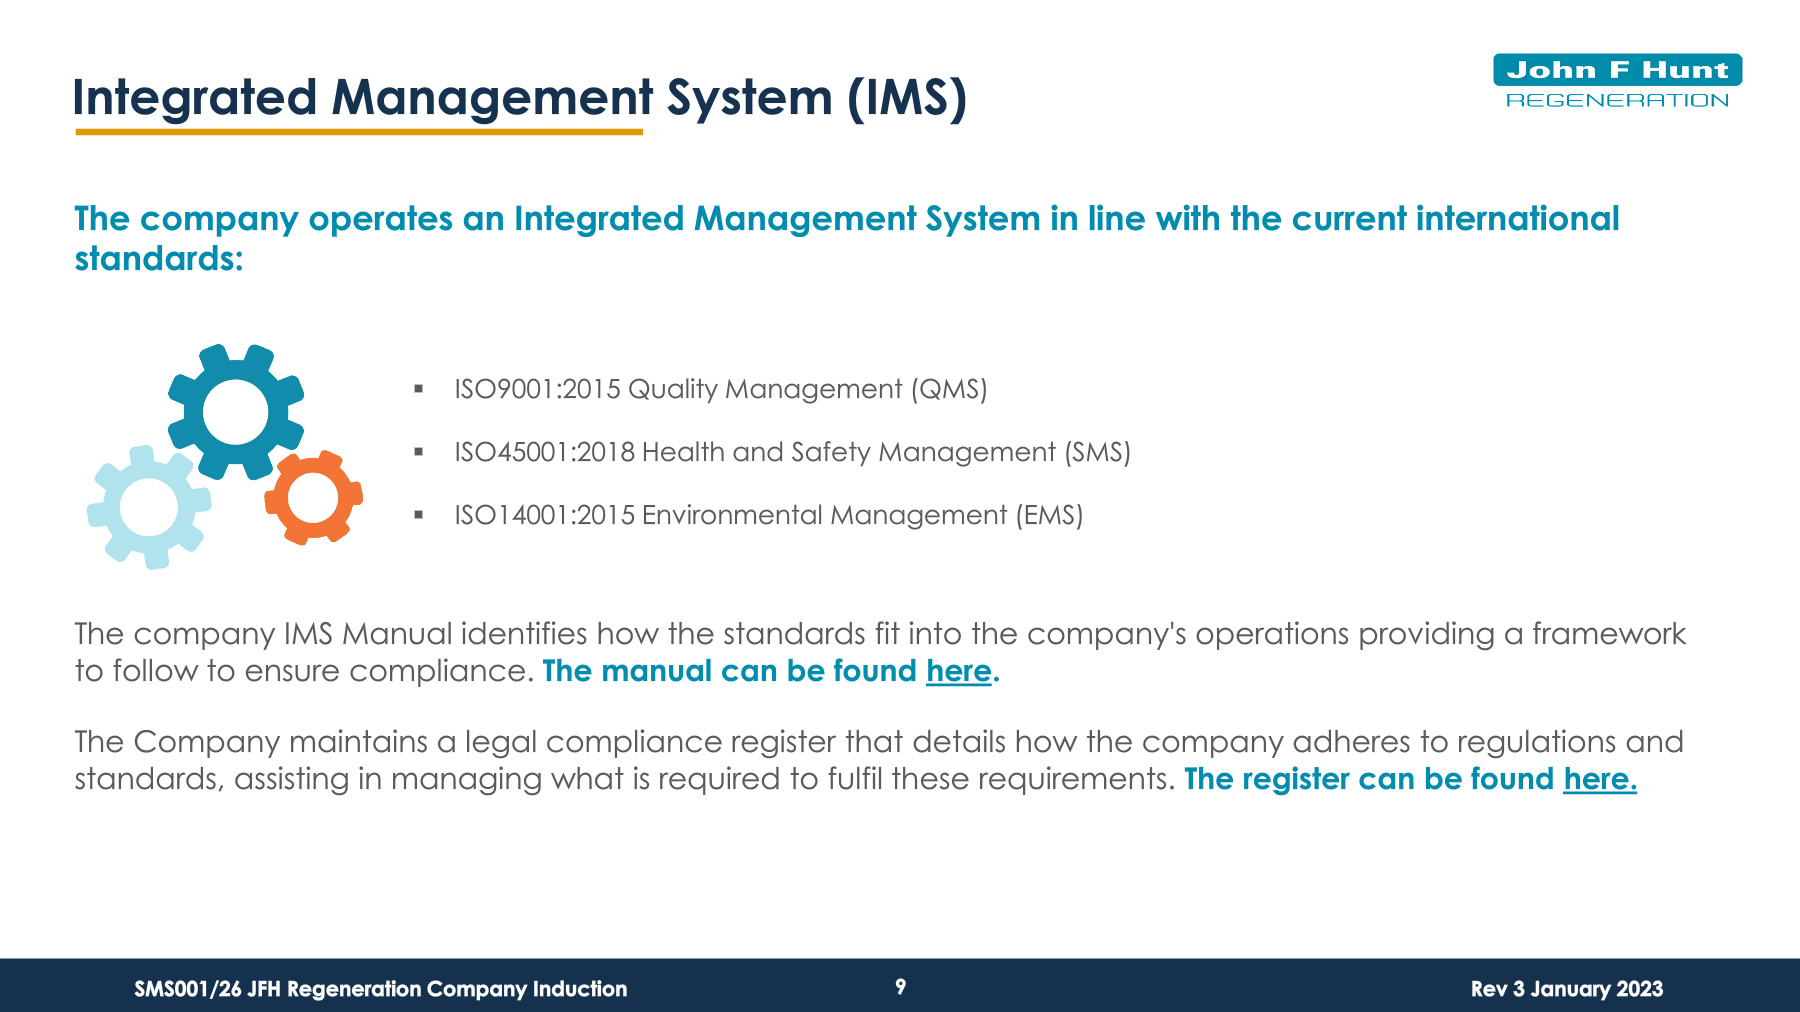 Integrated Management System (IMS)
John F Hunt
REGENERATION
The company operates an Integrated Management System in line with the current international
standards:
▪ ISO9001:2015 Quality Management (QMS)
▪ ISO45001:2018 Health and Safety Management (SMS)
▪ ISO14001:2015 Environmental Management (EMS)
The company IMS Manual identifies how the standards fit into the company's operations providing a framework
to follow to ensure compliance. The manual can be found here.
The Company maintains a legal compliance register that details how the company adheres to regulations and
standards, assisting in managing what is required to fulfil these requirements. The register can be found here.
SMS001/26 JFH Regeneration Company Induction
9
Rev 3 January 2023